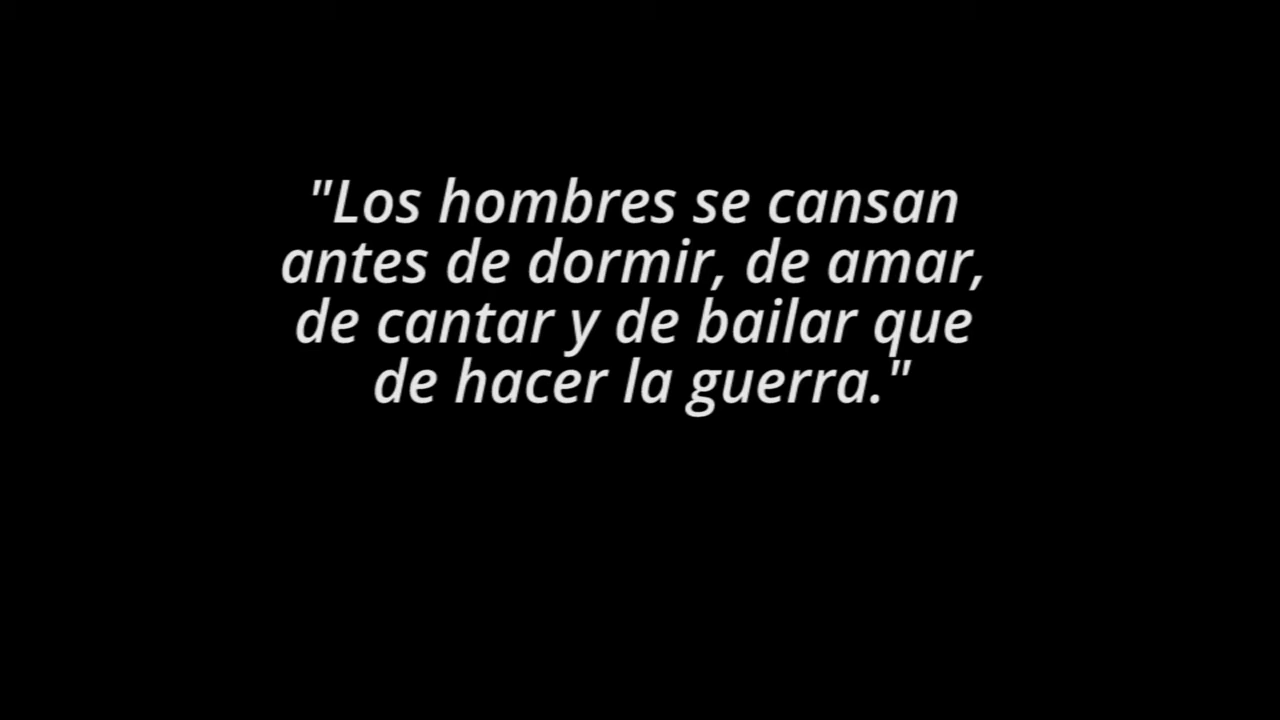 "Los hombres se cansan
antes de dormir, de amar,
de cantar y de bailar que
de hacer la guerra."